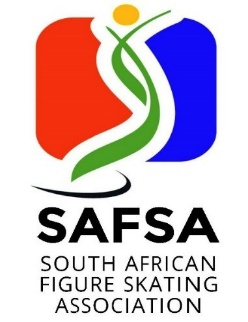 SAFSA
SOUTH AFRICAN
FIGURE SKATING
ASSOCIATION